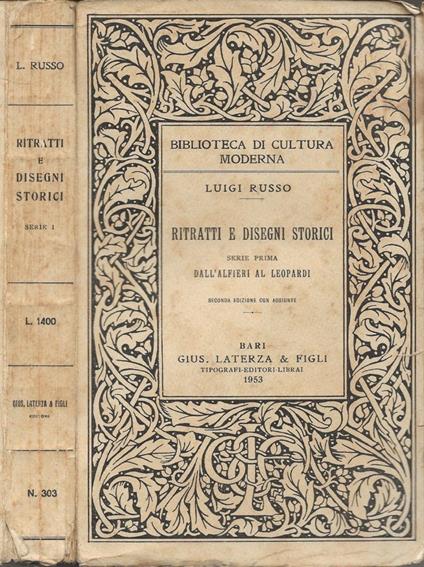 L. RUSSO
RITRATTI
E
DISEGNI
STORICI
SERIE I
L. 1400
GIUS. LATERZA & FIGLI
EDITORI
N. 303
BIBLIOTECA DI CULTURA
MODERNA
LUIGI RUSSO
RITRATTI E DISEGNI STORICI
SERIE PRIMA
DALL'ALFIERI AL LEOPARDI
SECONDA EDIZIONE CON AGGIUNTE
BARI
GIUS. LATERZA & FIGLI
TIPOGRAFI-EDITORI-LIBRAI
1953